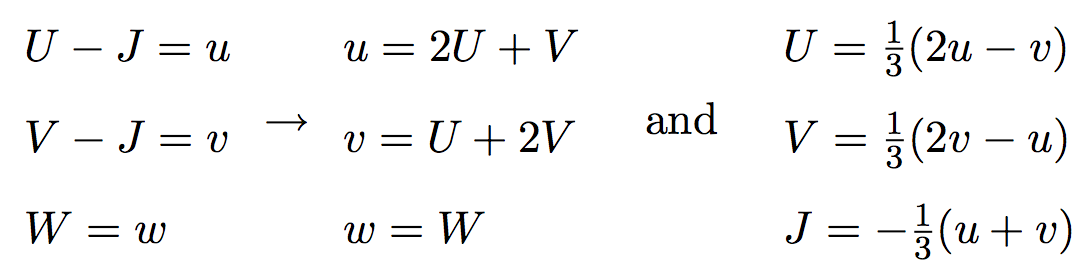 U − J = u    u = 2U + V    U = 1/3(2u − v)
V − J = v → v = U + 2V and V = 1/3(2v − u)
W = w    w = W    J = −1/3(u + v)